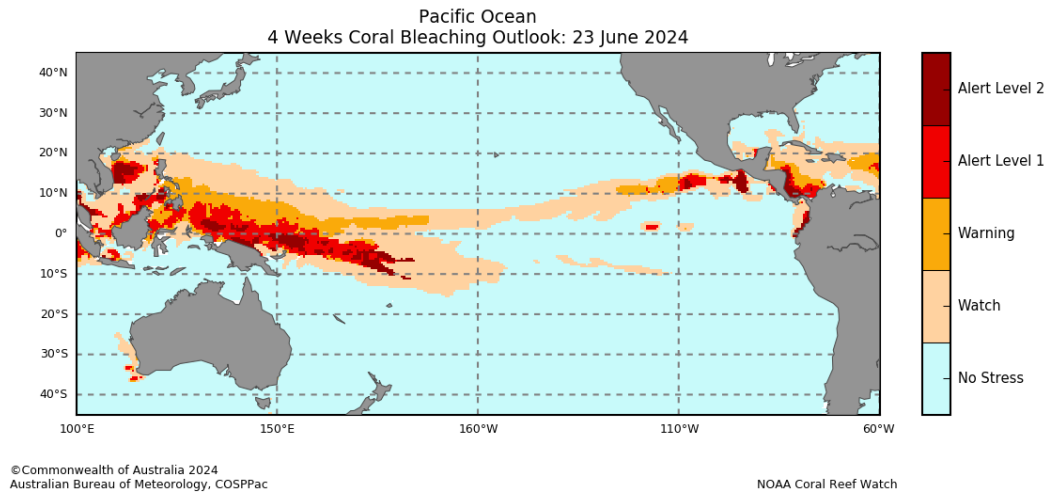 Pacific Ocean
4 Weeks Coral Bleaching Outlook: 23 June 2024
40°N
30°N
20°N
10°N
0°
10°S
20°S
30°S
40°S
100°E
150°E
160°W
110°W
60°W
Alert Level 2
Alert Level 1
Warning
Watch
No Stress
©Commonwealth of Australia 2024
Australian Bureau of Meteorology, COSPPac
NOAA Coral Reef Watch